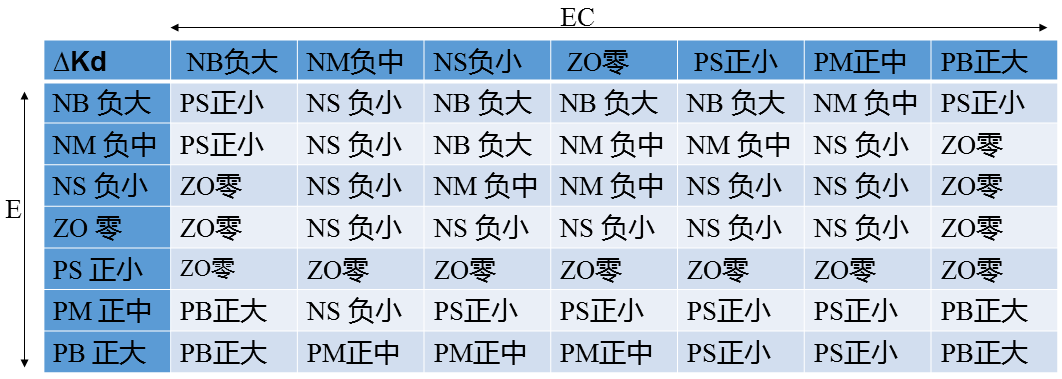 EC
ΔKd NB负大 NM负中 NS负小 ZO零 PS正小 PM正中 PB正大
NB 负大 PS正小 NS 负小 NB 负大 NB 负大 NB 负大 NM 负中 PS正小
NM 负中 PS正小 NS 负小 NB 负大 NM 负中 NM 负中 NS 负小 ZO零
NS 负小 ZO零 NS 负小 NM 负中 NM 负中 NS 负小 NS 负小 ZO零
E
ZO 零 ZO零 NS 负小 NS 负小 NS 负小 NS 负小 NS 负小 ZO零
PS 正小 ZO零 ZO零 ZO零 ZO零 ZO零 ZO零 ZO零
PM 正中 PB正大 NS 负小 PS正小 PS正小 PS正小 PS正小 PB正大
PB 正大 PB正大 PM正中 PM正中 PM正中 PS正小 PS正小 PB正大